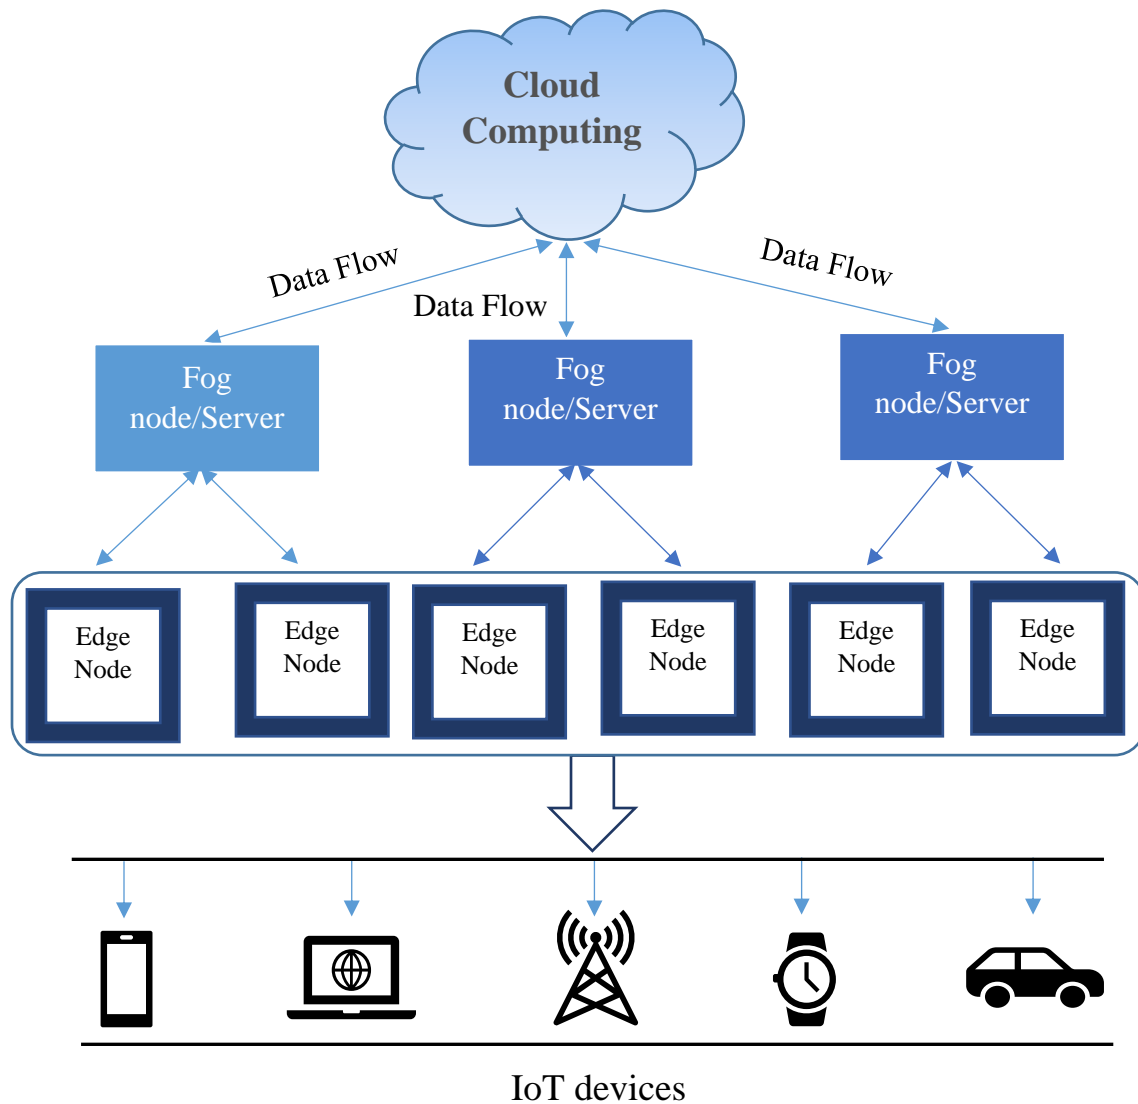 Cloud
Computing
Data Flow
Data Flow
Data Flow
Fog
node/Server
Fog
node/Server
Fog
node/Server
Edge
Node
Edge
Node
Edge
Node
Edge
Node
Edge
Node
Edge
Node
IoT devices